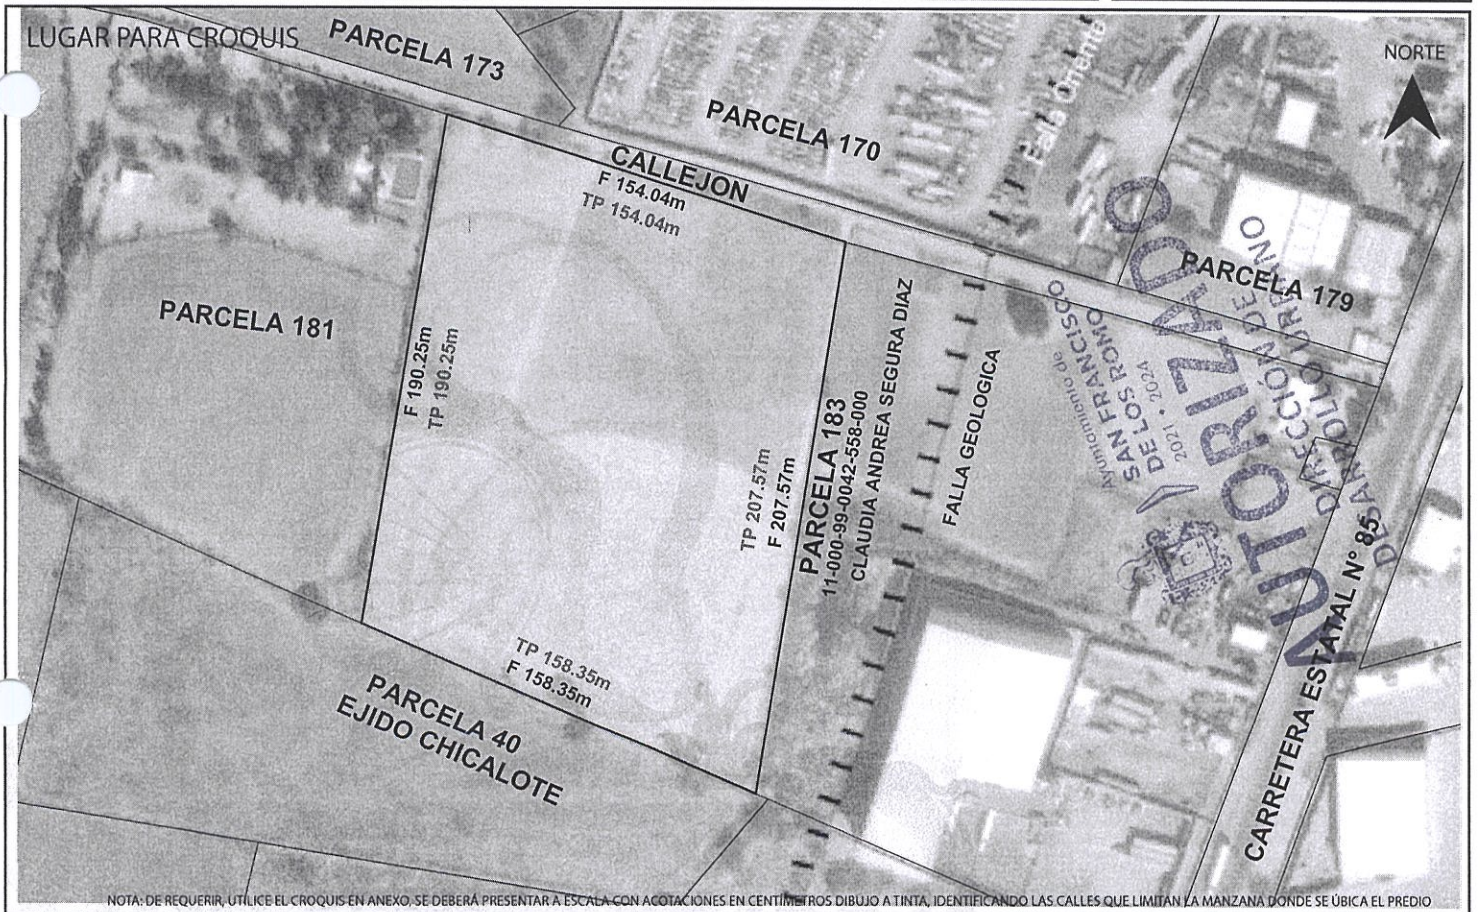 LUGAR PARA CROQUIS
PARCELA 173
NORTE
PARCELA 170
Falla Oriente
CALLEJON
F 154.04m
TP 154.04m
PARCELA 179
PARCELA 181
F 190.25m
TP 190.25m
TP 207.57m
F 207.57m
PARCELA 183
11-000-99-0042-558-000
CLAUDIA ANDREA SEGURA DIAZ
FALLA GEOLOGICA
Ayuntamiento de
SAN FRANCISCO
DE LOS ROMO
2021 • 2024
AUTORIZADO
DIRECCIÓN DE
DESARROLLO URBANO
TP 158.35m
F 158.35m
PARCELA 40
EJIDO CHICALOTE
CARRETERA ESTATAL N° 85
NOTA: DE REQUERIR, UTILICE EL CROQUIS EN ANEXO, SE DEBERÁ PRESENTAR A ESCALA CON ACOTACIONES EN CENTÍMETROS DIBUJO A TINTA, IDENTIFICANDO LAS CALLES QUE LIMITAN LA MANZANA DONDE SE ÚBICA EL PREDIO